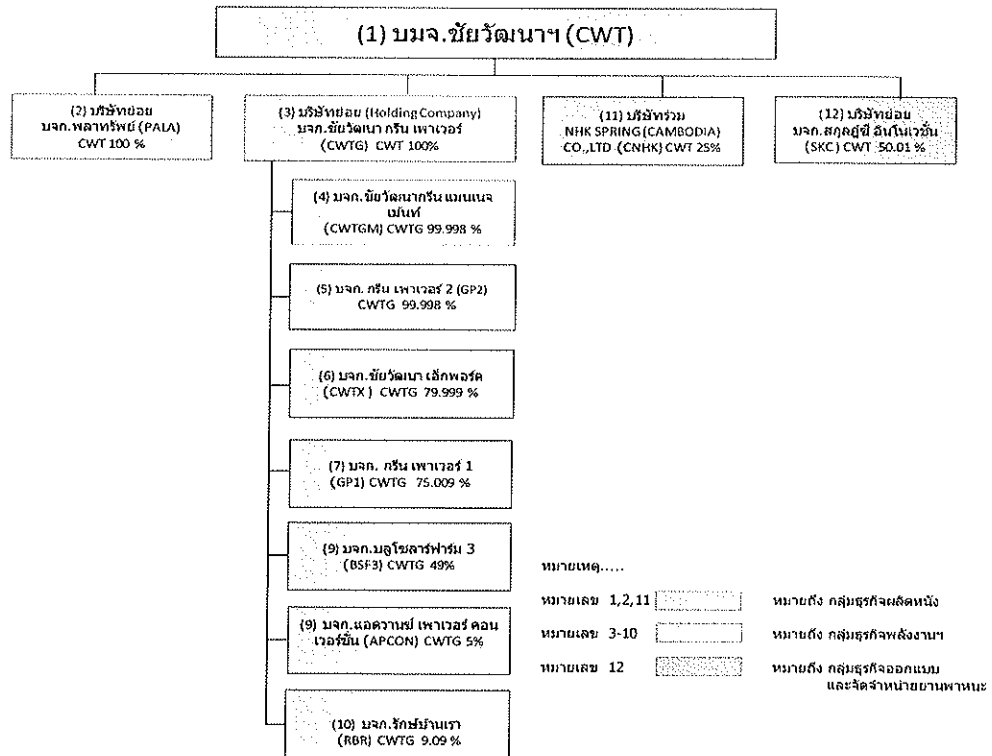 (1) บมจ.ชัยวัฒนาฯ (CWT)
(2) บริษัทย่อย
บจก.พลาทรัพย์ (PALA)
CWT 100 %
(3) บริษัทย่อย (Holding Company)
บจก.ชัยวัฒนา กรีน เพาเวอร์
(CWTG) CWT 100%
(11) บริษัทร่วม
NHK SPRING (CAMBODIA)
CO.,LTD (CNHK) CWT 25%
(12) บริษัทย่อย
บจก.สกุลฎ์ซี อินโนเวชั่น
(SKC) CWT 50.01 %
(4) บจก.ชัยวัฒนากรีน แมนเนจ
เม้นท์
(CWTGM) CWTG 99.998 %
(5) บจก. กรีน เพาเวอร์ 2 (GP2)
CWTG 99.998 %
(6) บจก.ชัยวัฒนา เอ็กพอร์ต
(CWTX ) CWTG 79.999 %
(7) บจก. กรีน เพาเวอร์ 1
(GP1) CWTG 75.009 %
(9) บจก.บลูโซลาร์ฟาร์ม 3
(BSF3) CWTG 49%
(9) บจก.แอดวานซ์ เพาเวอร์ คอน
เวอร์ชั่น (APCON) CWTG 5%
(10) บจก.รักษ์บ้านเรา
(RBR) CWTG 9.09 %
หมายเหตุ.....
หมายเลข 1,2,11 หมายถึง กลุ่มธุรกิจผลิตหนัง
หมายเลข 3-10 หมายถึง กลุ่มธุรกิจพลังงานฯ
หมายเลข 12 หมายถึง กลุ่มธุรกิจออกแบบ
และจัดจำหน่ายยานพาหนะ